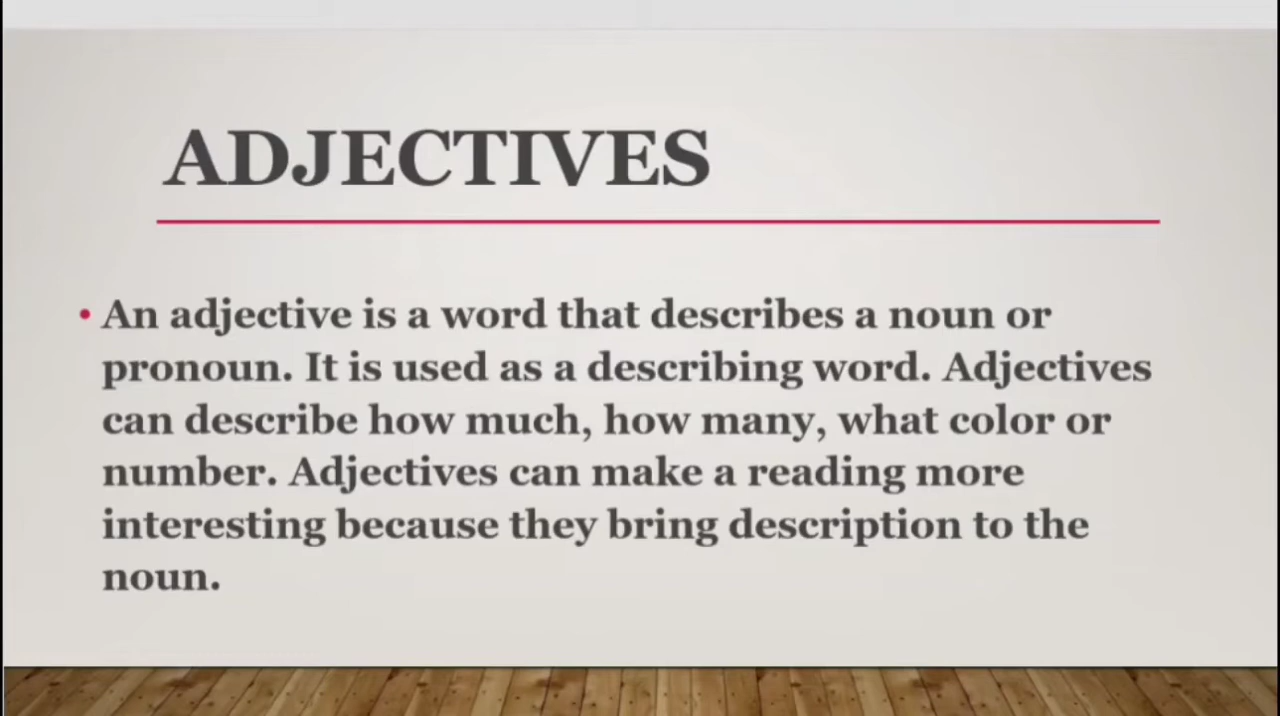 ADJECTIVES
• An adjective is a word that describes a noun or
pronoun. It is used as a describing word. Adjectives
can describe how much, how many, what color or
number. Adjectives can make a reading more
interesting because they bring description to the
noun.